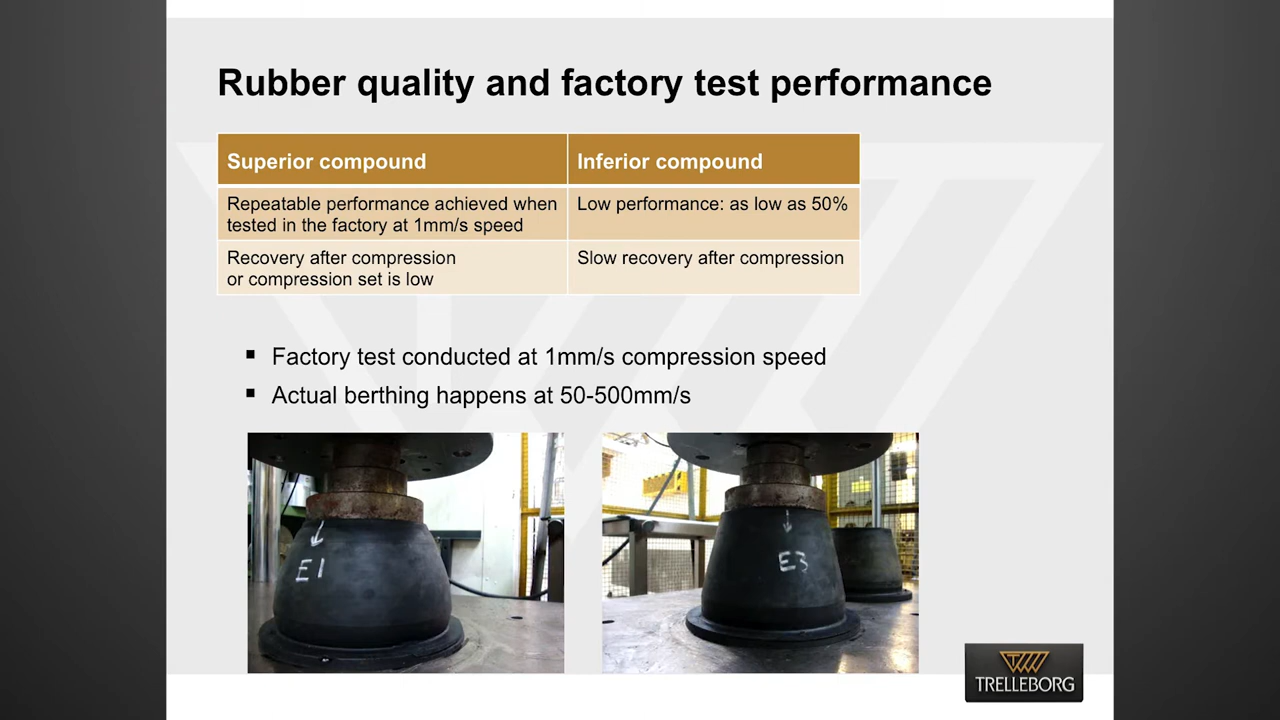 Rubber quality and factory test performance
Superior compound
Inferior compound
Repeatable performance achieved when
tested in the factory at 1mm/s speed
Low performance: as low as 50%
Recovery after compression
or compression set is low
Slow recovery after compression
Factory test conducted at 1mm/s compression speed
Actual berthing happens at 50-500mm/s
E1
E3
TRELLEBORG